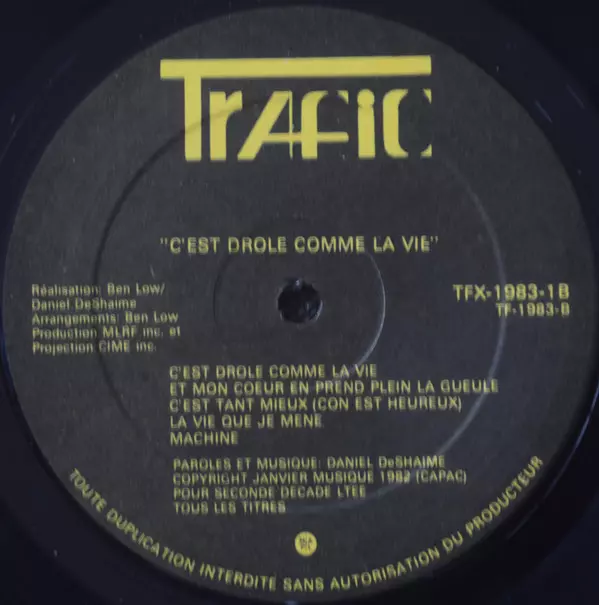 TrAFiC
"C'EST DROLE COMME LA VIE"
Réalisation: Ben Low/
Daniel DeShaime
Arrangements: Ben Low
Production MLRF inc. et
Projection CIME inc.
TFX-1983-1B
TF-1983-B
C'EST DROLE COMME LA VIE
ET MON COEUR EN PREND PLEIN LA GUEULE
C'EST TANT MIEUX (CON EST HEUREUX)
LA VIE QUE JE MENE
MACHINE
PAROLES ET MUSIQUE: DANIEL DeSHAIME
COPYRIGHT JANVIER MUSIQUE 1982 (CAPAC)
POUR SECONDE DECADE LTEE
TOUS LES TITRES
TOUTE DUPLICATION INTERDITE SANS AUTORISATION DU PRODUCTEUR